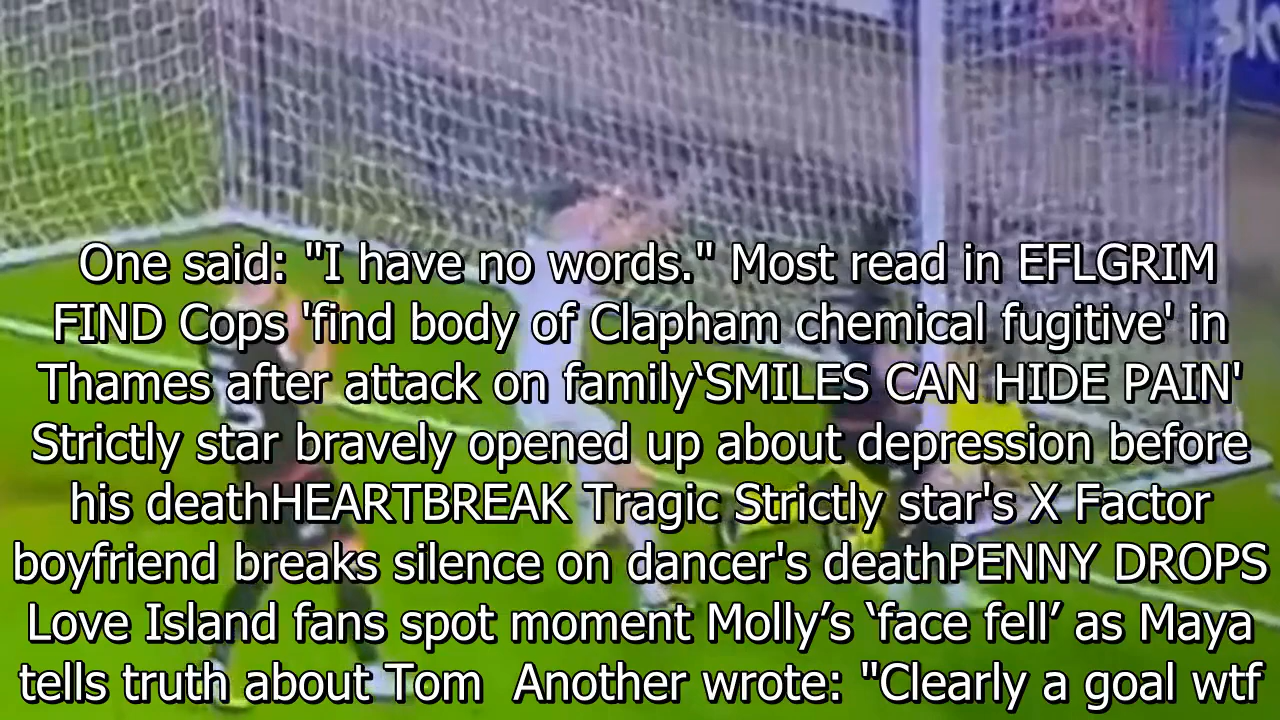 sky
One said: "I have no words." Most read in EFLGRIM
FIND Cops 'find body of Clapham chemical fugitive' in
Thames after attack on family‘SMILES CAN HIDE PAIN'
Strictly star bravely opened up about depression before
his deathHEARTBREAK Tragic Strictly star's X Factor
boyfriend breaks silence on dancer's deathPENNY DROPS
Love Island fans spot moment Molly’s ‘face fell’ as Maya
tells truth about Tom  Another wrote: "Clearly a goal wtf
5